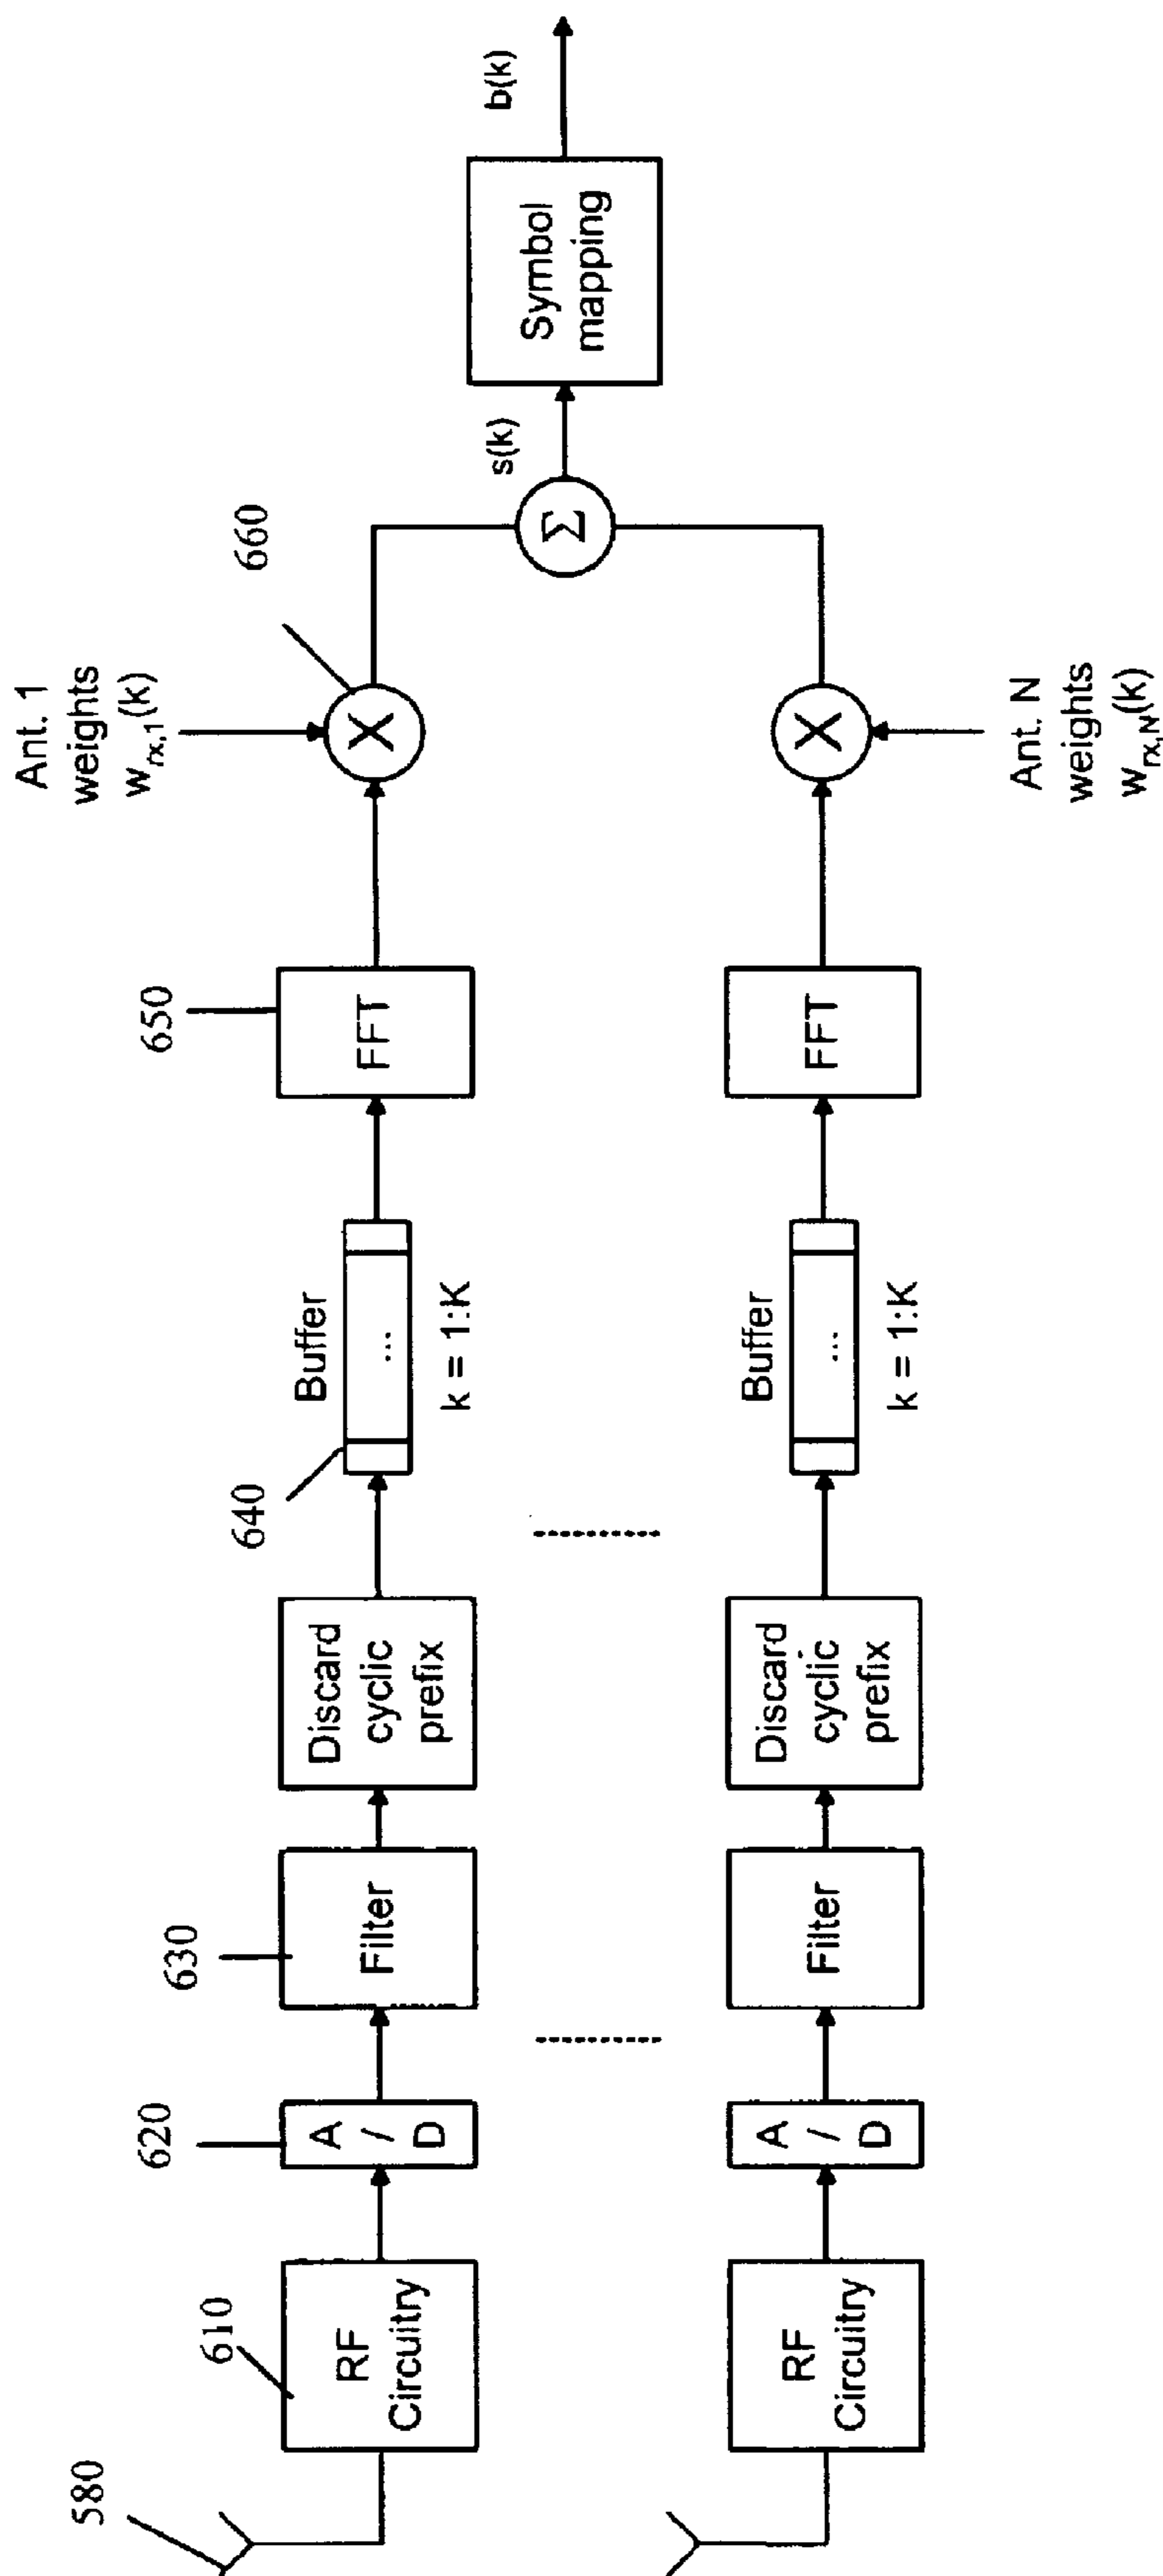 580
610
RF
Circuitry
620
A
/
D
630
Filter
Discard
cyclic
prefix
640
Buffer
...
k = 1:K
650
FFT
Ant. 1
weights
w_rx,1(k)
X
660
Σ
s(k)
Symbol
mapping
b(k)
RF
Circuitry
A
/
D
Filter
Discard
cyclic
prefix
Buffer
...
k = 1:K
FFT
X
Ant. N
weights
w_rx,N(k)